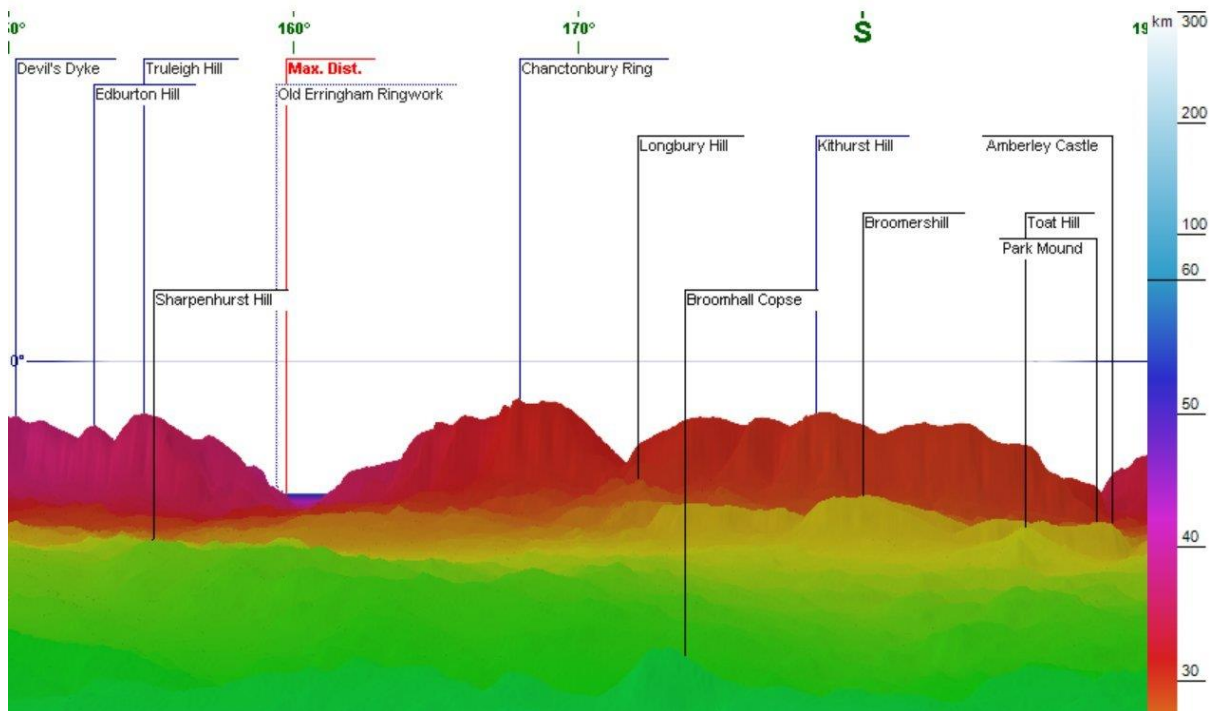 160°
170°
S
km 300
Devil's Dyke
Truleigh Hill
Max. Dist.
Chanctonbury Ring
Edburton Hill
Old Erringham Ringwork
200
Longbury Hill
Kithurst Hill
Amberley Castle
Broomershill
Toat Hill
100
Park Mound
60
Sharpenhurst Hill
Broomhall Copse
0°
50
40
30